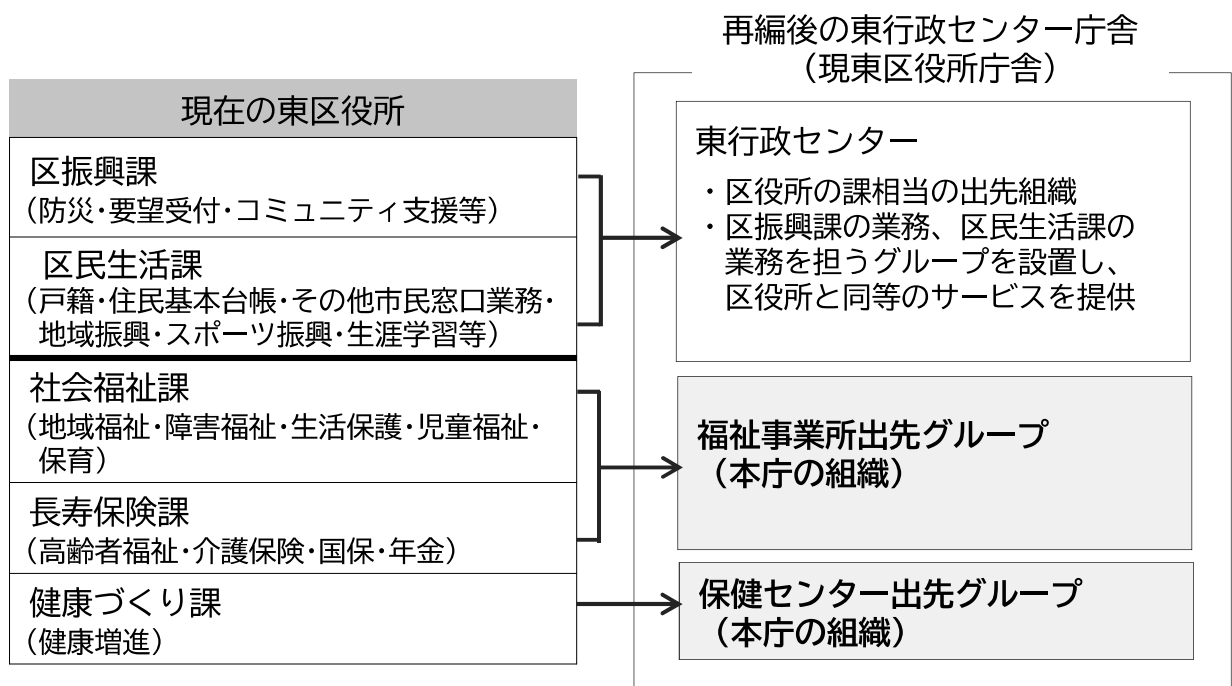 再編後の東行政センター庁舎
（現東区役所庁舎）
現在の東区役所
区振興課
（防災・要望受付・コミュニティ支援等）
区民生活課
（戸籍・住民基本台帳・その他市民窓口業務・
地域振興・スポーツ振興・生涯学習等）
社会福祉課
（地域福祉・障害福祉・生活保護・児童福祉・
保育）
長寿保険課
（高齢者福祉・介護保険・国保・年金）
健康づくり課
（健康増進）
東行政センター
・区役所の課相当の出先組織
・区振興課の業務、区民生活課の
業務を担うグループを設置し、
区役所と同等のサービスを提供
福祉事業所出先グループ
（本庁の組織）
保健センター出先グループ
（本庁の組織）